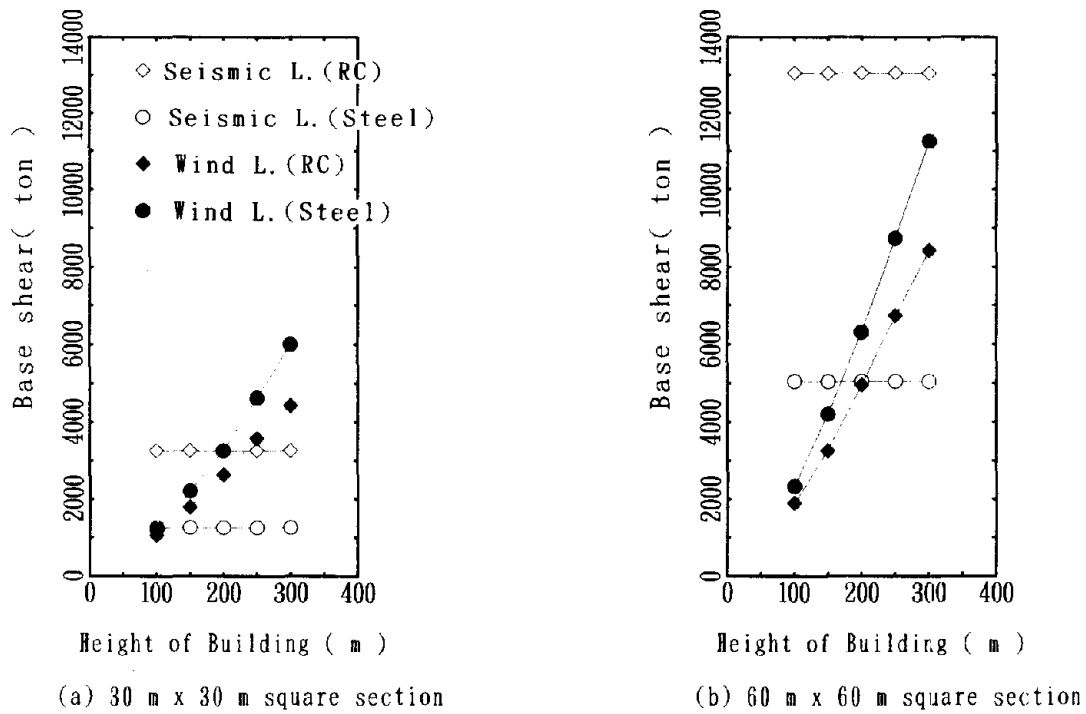 14000
12000
10000
8000
6000
4000
2000
0
Base shear( ton )
◇ Seismic L.(RC)
○ Seismic L.(Steel)
◆ Wind L.(RC)
● Wind L.(Steel)
0 100 200 300 400
Height of Building ( m )
(a) 30 m x 30 m square section
14000
12000
10000
8000
6000
4000
2000
0
Base shear( ton )
0 100 200 300 400
Height of Building ( m )
(b) 60 m x 60 m square section